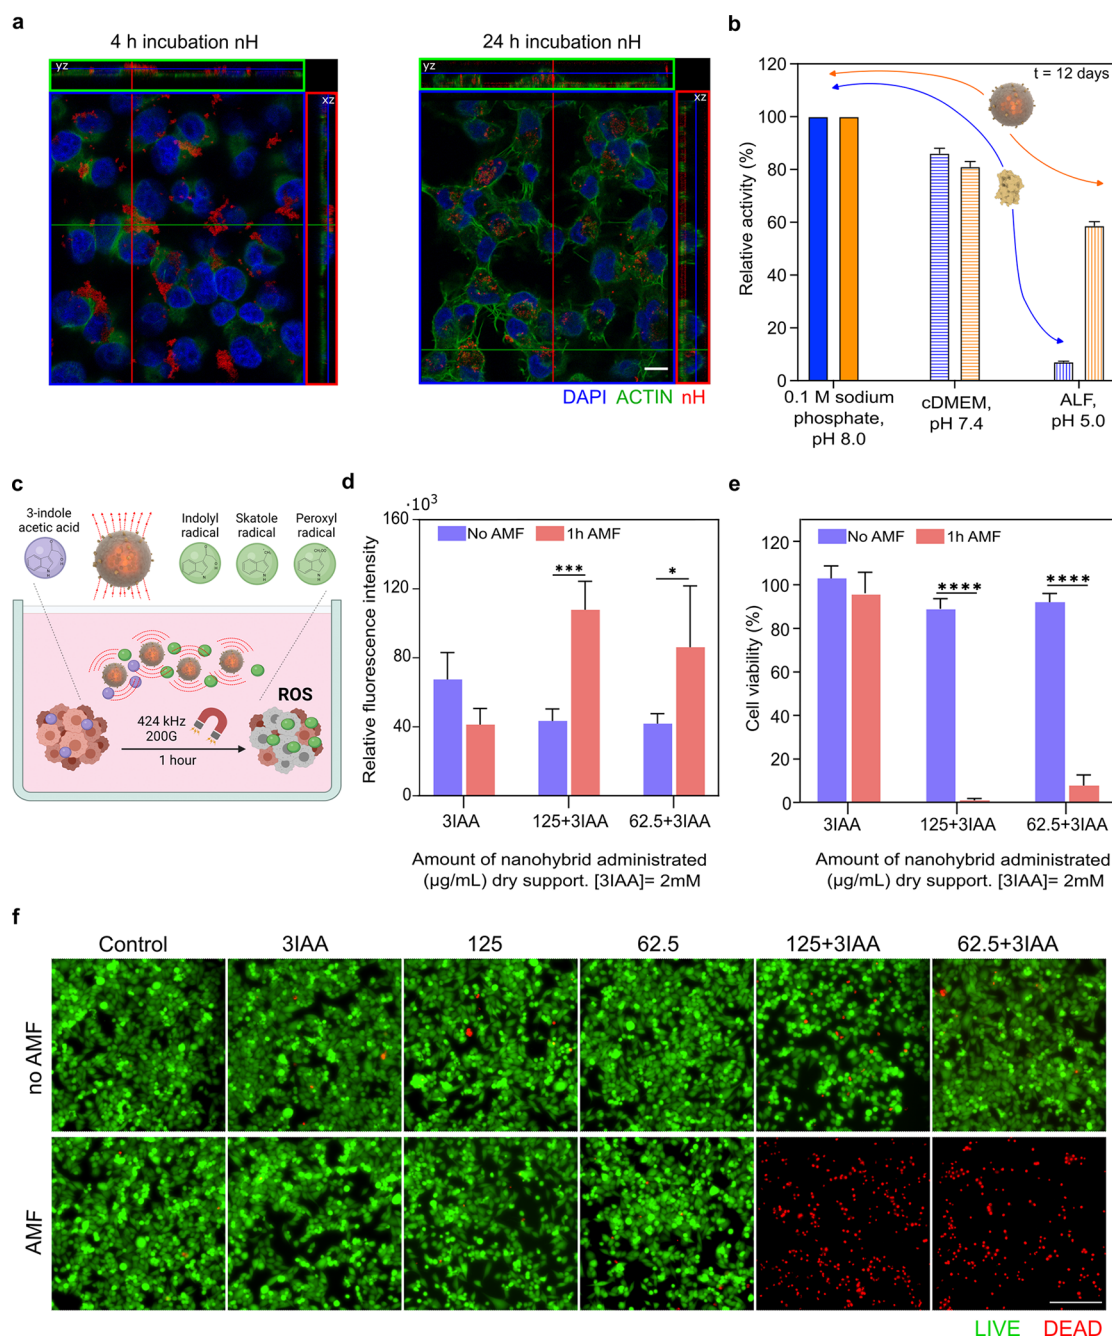 a
4 h incubation nH
24 h incubation nH
yz
xz
yz
xz
DAPI ACTIN nH
b
t = 12 days
Relative activity (%)
120
100
80
60
40
20
0
0.1 M sodium
phosphate,
pH 8.0
cDMEM,
pH 7.4
ALF,
pH 5.0
c
3-indole
acetic acid
Indolyl
radical
Skatole
radical
Peroxyl
radical
ROS
424 kHz
200G
1 hour
d
·10³
Relative fluorescence intensity
160
120
80
40
0
No AMF
1h AMF
***
*
3IAA
125+3IAA
62.5+3IAA
Amount of nanohybrid administrated
(µg/mL) dry support. [3IAA]= 2mM
e
Cell viability (%)
120
100
80
60
40
20
0
No AMF
1h AMF
****
****
3IAA
125+3IAA
62.5+3IAA
Amount of nanohybrid administrated
(µg/mL) dry support. [3IAA]= 2mM
f
Control
3IAA
125
62.5
125+3IAA
62.5+3IAA
no AMF
AMF
LIVE DEAD